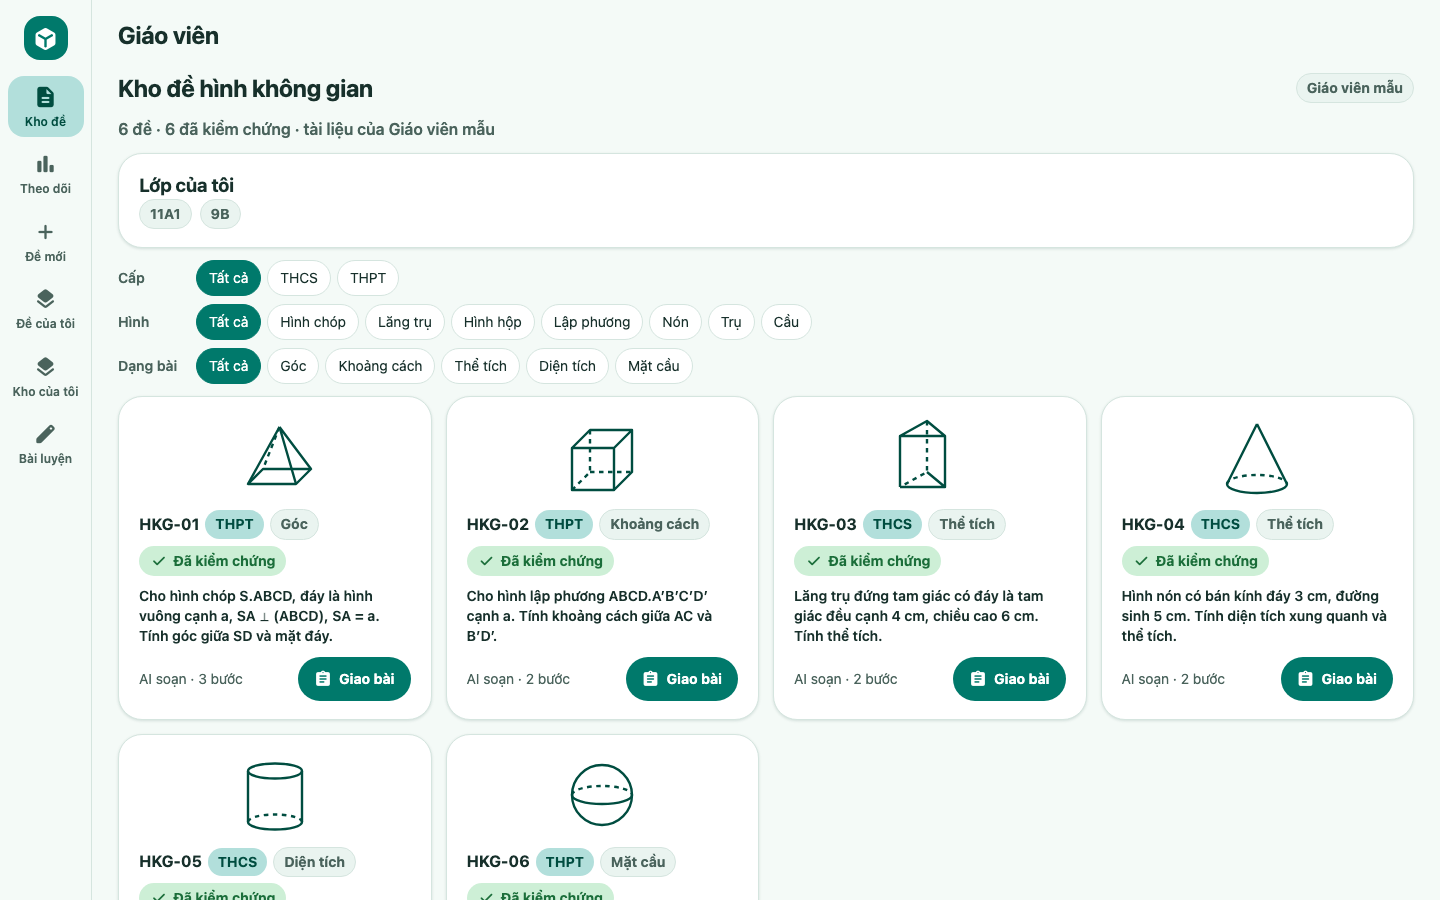 Giáo viên
Kho đề hình không gian
Giáo viên mẫu
6 đề · 6 đã kiểm chứng · tài liệu của Giáo viên mẫu
Kho đề
Theo dõi
Đề mới
Đề của tôi
Kho của tôi
Bài luyện
Lớp của tôi
11A1 9B
Cấp Tất cả THCS THPT
Hình Tất cả Hình chóp Lăng trụ Hình hộp Lập phương Nón Trụ Cầu
Dạng bài Tất cả Góc Khoảng cách Thể tích Diện tích Mặt cầu
HKG-01 THPT Góc
Đã kiểm chứng
Cho hình chóp S.ABCD, đáy là hình
vuông cạnh a, SA ⊥ (ABCD), SA = a.
Tính góc giữa SD và mặt đáy.
AI soạn · 3 bước Giao bài
HKG-02 THPT Khoảng cách
Đã kiểm chứng
Cho hình lập phương ABCD.A’B’C’D’
cạnh a. Tính khoảng cách giữa AC và
B’D’.
AI soạn · 2 bước Giao bài
HKG-03 THCS Thể tích
Đã kiểm chứng
Lăng trụ đứng tam giác có đáy là tam
giác đều cạnh 4 cm, chiều cao 6 cm.
Tính thể tích.
AI soạn · 2 bước Giao bài
HKG-04 THCS Thể tích
Đã kiểm chứng
Hình nón có bán kính đáy 3 cm, đường
sinh 5 cm. Tính diện tích xung quanh và
thể tích.
AI soạn · 2 bước Giao bài
HKG-05 THCS Diện tích
Đã kiểm chứng
HKG-06 THPT Mặt cầu
Đã kiểm chứng